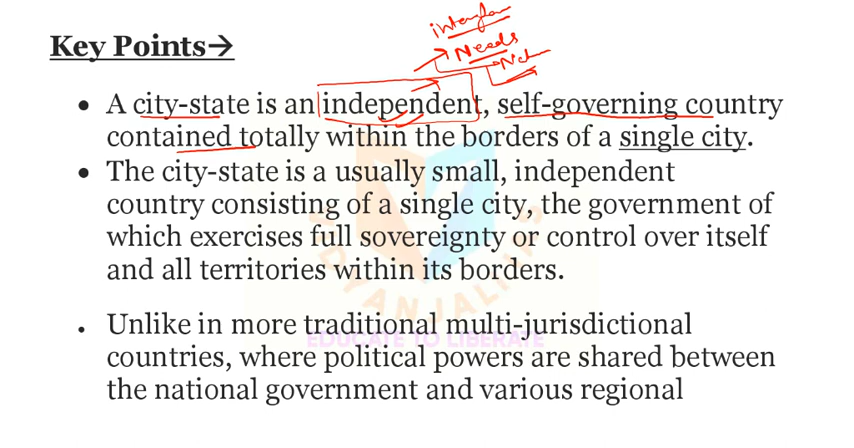 Needs
Key Points→
• A city-state is an independent, self-governing country
contained totally within the borders of a single city.
• The city-state is a usually small, independent
country consisting of a single city, the government of
which exercises full sovereignty or control over itself
and all territories within its borders.
• Unlike in more traditional multi-jurisdictional
EDUCATE TO LIBERATE
countries, where political powers are shared between
the national government and various regional